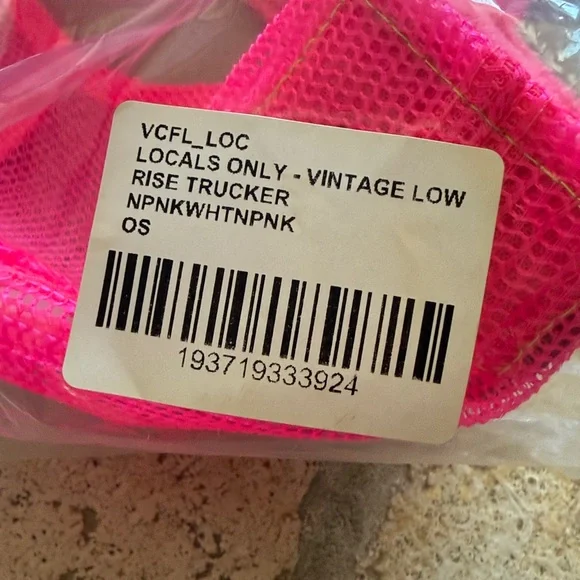 VCFL_LOC
LOCALS ONLY - VINTAGE LOW
RISE TRUCKER
NPNKWHTNPNK
OS
193719333924